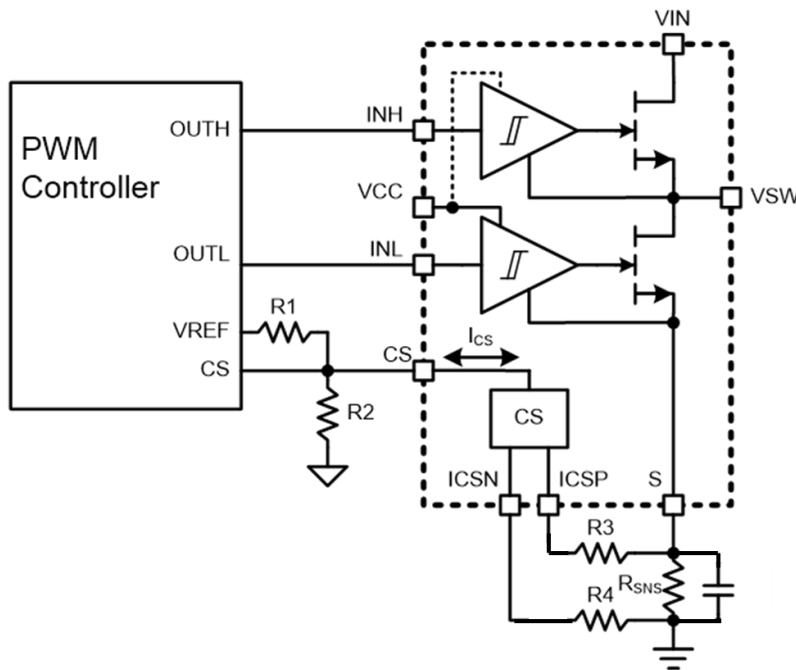 VIN
OUTH
INH
PWM
Controller
VCC
VSW
OUTL
INL
R1
VREF
CS
CS
ICS
R2
CS
ICSN
ICSP
S
R3
RSNS
R4